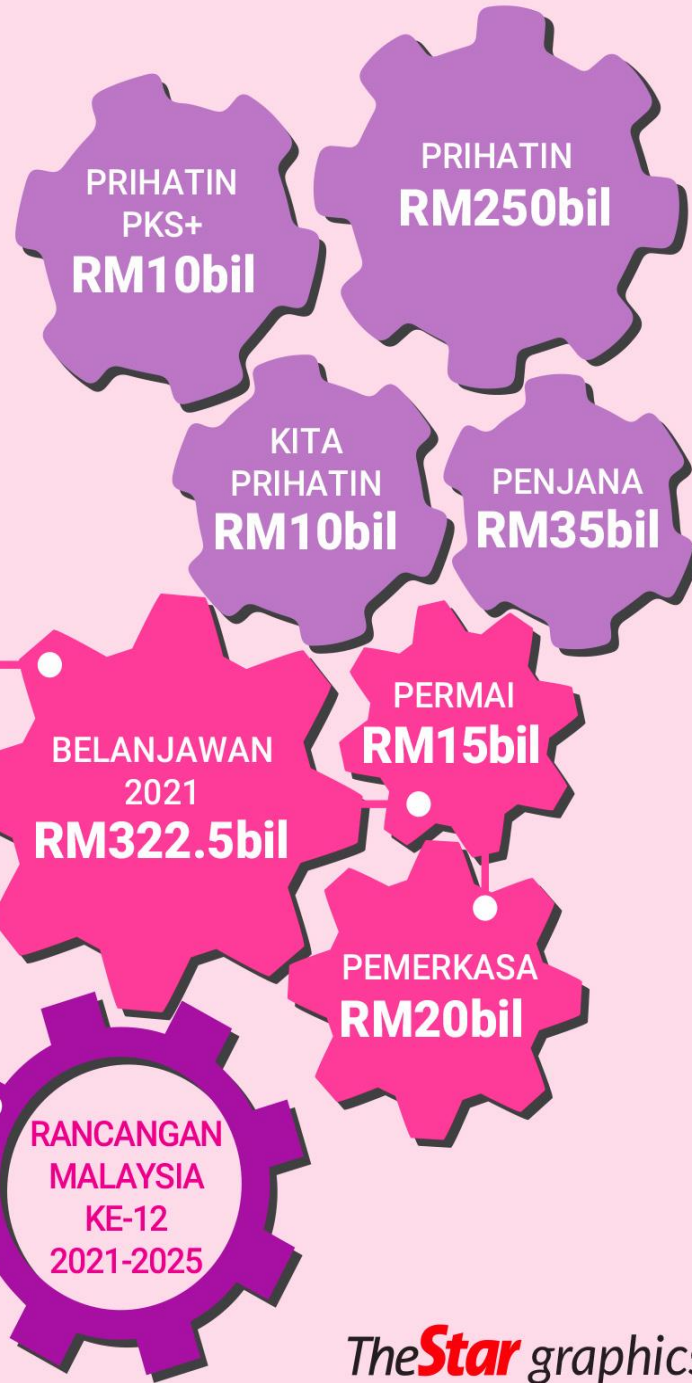 PRIHATIN
PKS+
RM10bil
PRIHATIN
RM250bil
KITA
PRIHATIN
RM10bil
PENJANA
RM35bil
BELANJAWAN
2021
RM322.5bil
PERMAI
RM15bil
PEMERKASA
RM20bil
RANCANGAN
MALAYSIA
KE-12
2021-2025
TheStar graphics